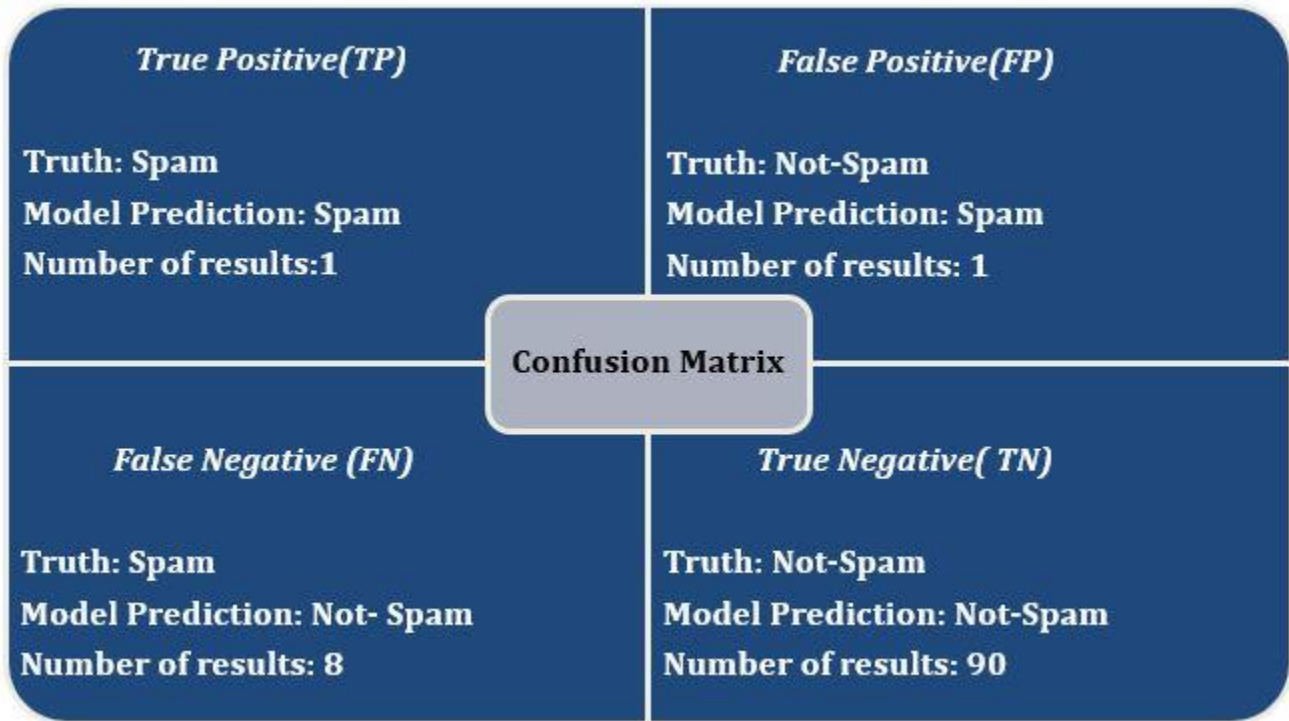 True Positive(TP)
Truth: Spam
Model Prediction: Spam
Number of results:1
False Positive(FP)
Truth: Not-Spam
Model Prediction: Spam
Number of results: 1
Confusion Matrix
False Negative (FN)
Truth: Spam
Model Prediction: Not- Spam
Number of results: 8
True Negative( TN)
Truth: Not-Spam
Model Prediction: Not-Spam
Number of results: 90